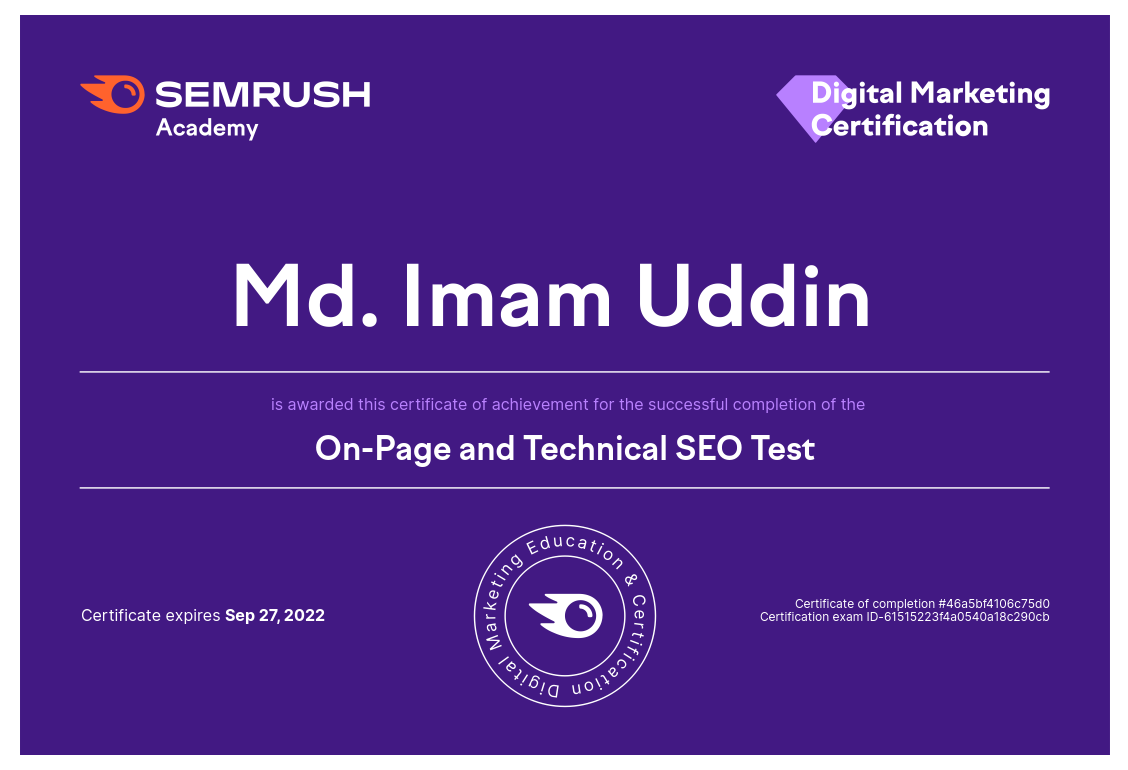 SEMRUSH
Academy
Digital Marketing
Certification
Md. Imam Uddin
is awarded this certificate of achievement for the successful completion of the
On-Page and Technical SEO Test
Certificate expires Sep 27, 2022
Digital Marketing Education & Certification
Certificate of completion #46a5bf4106c75d0
Certification exam ID-61515223f4a0540a18c290cb